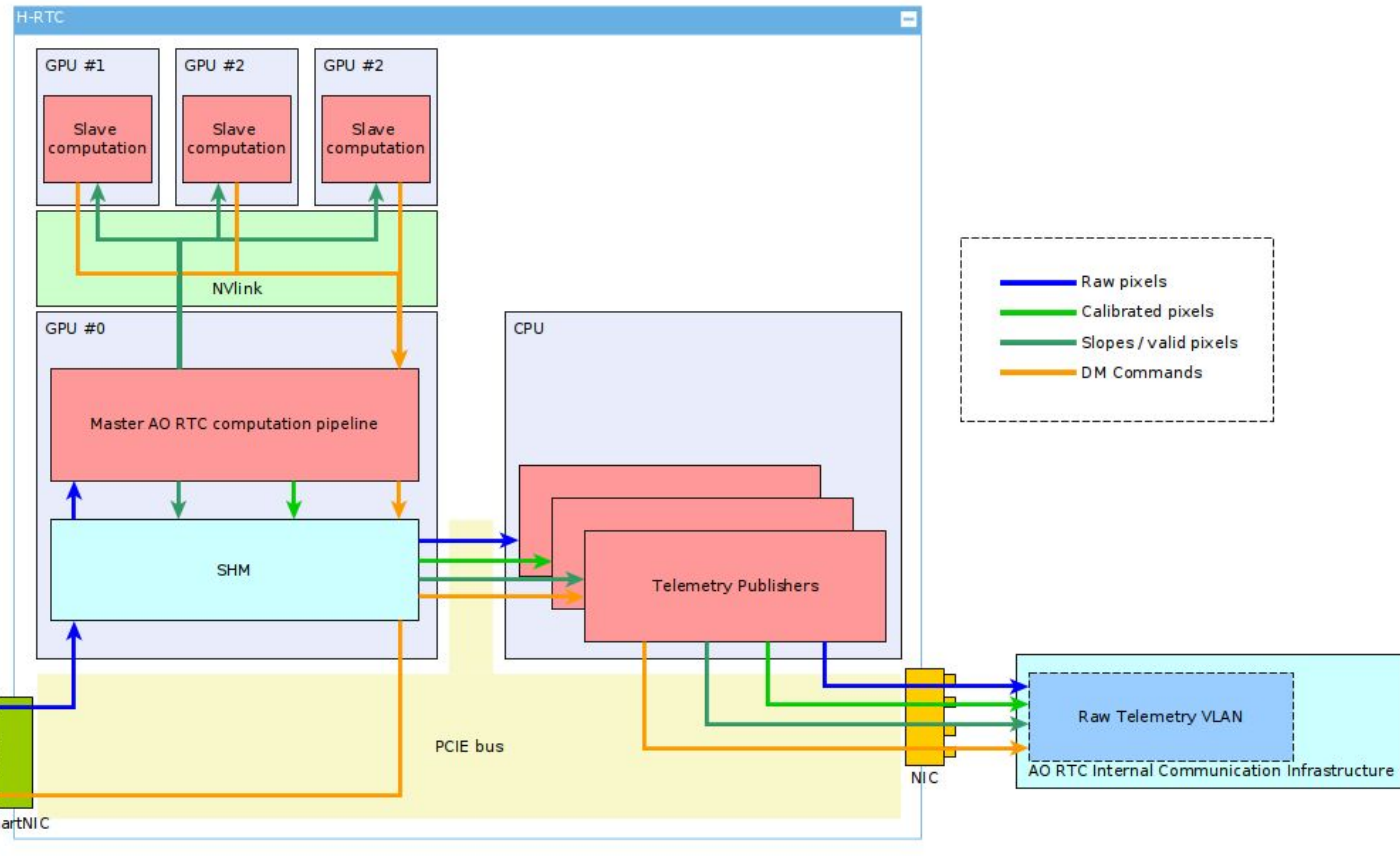 H-RTC
GPU #1
GPU #2
GPU #2
Slave
computation
Slave
computation
Slave
computation
NVlink
GPU #0
CPU
Raw pixels
Calibrated pixels
Slopes / valid pixels
DM Commands
Master AO RTC computation pipeline
SHM
Telemetry Publishers
Raw Telemetry VLAN
PCIE bus
AO RTC Internal Communication Infrastructure
NIC
artNIC